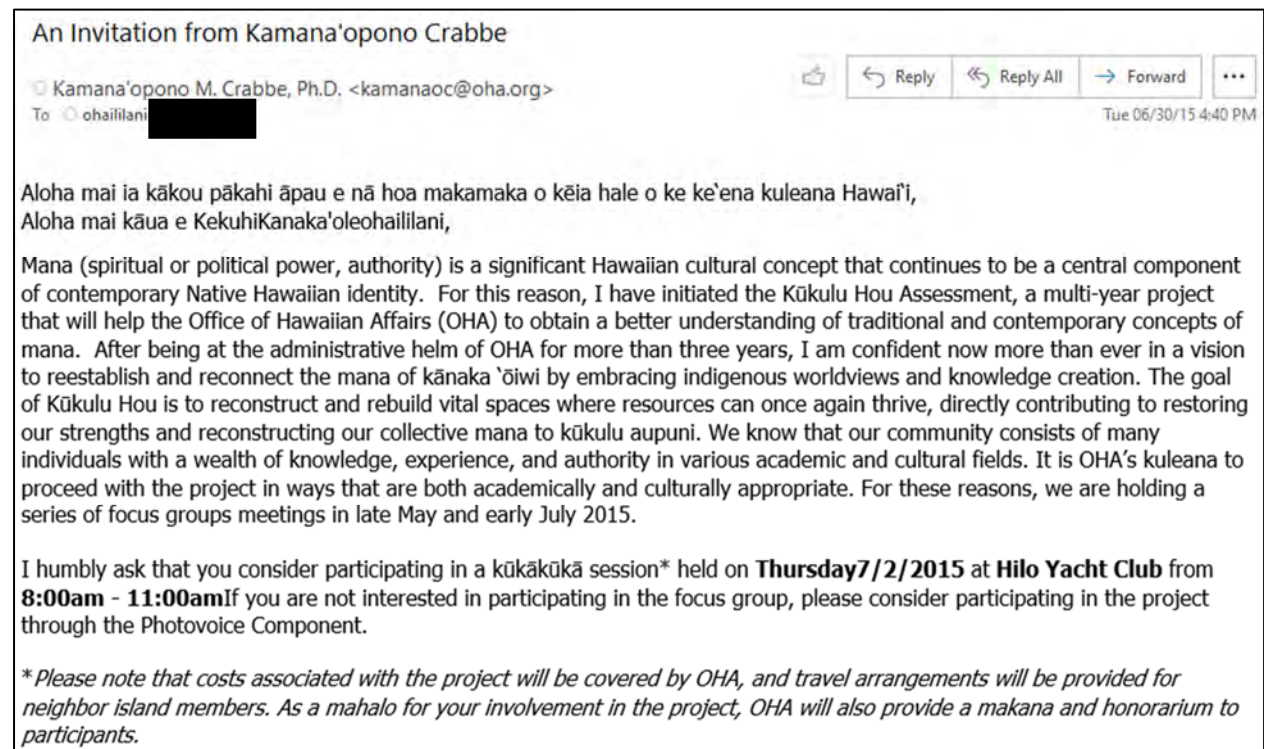 An Invitation from Kamana'opono Crabbe
Kamana'opono M. Crabbe, Ph.D. <kamanaoc@oha.org>
To ohaililani
Reply
Reply All
Forward
...
Tue 06/30/15 4:40 PM
Aloha mai ia kākou pākahi āpau e nā hoa makamaka o kēia hale o ke ke`ena kuleana Hawai`i,
Aloha mai kāua e KekuhiKanaka'oleohaililani,
Mana (spiritual or political power, authority) is a significant Hawaiian cultural concept that continues to be a central component
of contemporary Native Hawaiian identity.  For this reason, I have initiated the Kūkulu Hou Assessment, a multi-year project
that will help the Office of Hawaiian Affairs (OHA) to obtain a better understanding of traditional and contemporary concepts of
mana.  After being at the administrative helm of OHA for more than three years, I am confident now more than ever in a vision
to reestablish and reconnect the mana of kānaka `ōiwi by embracing indigenous worldviews and knowledge creation. The goal
of Kūkulu Hou is to reconstruct and rebuild vital spaces where resources can once again thrive, directly contributing to restoring
our strengths and reconstructing our collective mana to kūkulu aupuni. We know that our community consists of many
individuals with a wealth of knowledge, experience, and authority in various academic and cultural fields. It is OHA's kuleana to
proceed with the project in ways that are both academically and culturally appropriate. For these reasons, we are holding a
series of focus groups meetings in late May and early July 2015.
I humbly ask that you consider participating in a kūkākūkā session* held on Thursday7/2/2015 at Hilo Yacht Club from
8:00am - 11:00amIf you are not interested in participating in the focus group, please consider participating in the project
through the Photovoice Component.
*Please note that costs associated with the project will be covered by OHA, and travel arrangements will be provided for
neighbor island members. As a mahalo for your involvement in the project, OHA will also provide a makana and honorarium to
participants.